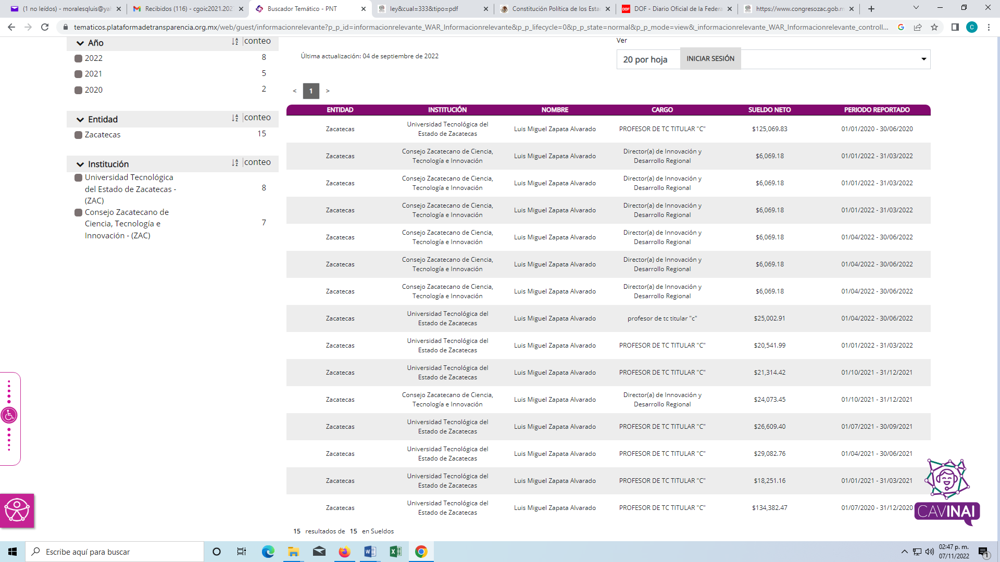 (1 no leídos) - moralesqluis@yah
Recibidos (116) - cgoic2021.202
Buscador Temático - PNT
ley&cual=333&tipo=pdf
Constitución Política de los Esta
DOF - Diario Oficial de la Federa
https://www.congresozac.gob.m
tematicos.plataformadetransparencia.org.mx/web/guest/informacionrelevante?p_p_id=informacionrelevante_WAR_Informacionrelevante&p_p_lifecycle=0&p_p_state=normal&p_p_mode=view&_informacionrelevante_WAR_Informacionrelevante_controll...
C
Año conteo
2022 8
2021 5
2020 2
Entidad conteo
Zacatecas 15
Institución conteo
Universidad Tecnológica
del Estado de Zacatecas - 8
(ZAC)
Consejo Zacatecano de
Ciencia, Tecnología e 7
Innovación - (ZAC)
Ver
Última actualización: 04 de septiembre de 2022
20 por hoja INICIAR SESIÓN
< 1 >
ENTIDAD INSTITUCIÓN NOMBRE CARGO SUELDO NETO PERIODO REPORTADO
Zacatecas Universidad Tecnológica del Estado de Zacatecas Luis Miguel Zapata Alvarado PROFESOR DE TC TITULAR "C" $125,069.83 01/01/2020 - 30/06/2020
Zacatecas Consejo Zacatecano de Ciencia, Tecnología e Innovación Luis Miguel Zapata Alvarado Director(a) de Innovación y Desarrollo Regional $6,069.18 01/01/2022 - 31/03/2022
Zacatecas Consejo Zacatecano de Ciencia, Tecnología e Innovación Luis Miguel Zapata Alvarado Director(a) de Innovación y Desarrollo Regional $6,069.18 01/01/2022 - 31/03/2022
Zacatecas Consejo Zacatecano de Ciencia, Tecnología e Innovación Luis Miguel Zapata Alvarado Director(a) de Innovación y Desarrollo Regional $6,069.18 01/01/2022 - 31/03/2022
Zacatecas Consejo Zacatecano de Ciencia, Tecnología e Innovación Luis Miguel Zapata Alvarado Director(a) de Innovación y Desarrollo Regional $6,069.18 01/04/2022 - 30/06/2022
Zacatecas Consejo Zacatecano de Ciencia, Tecnología e Innovación Luis Miguel Zapata Alvarado Director(a) de Innovación y Desarrollo Regional $6,069.18 01/04/2022 - 30/06/2022
Zacatecas Consejo Zacatecano de Ciencia, Tecnología e Innovación Luis Miguel Zapata Alvarado Director(a) de Innovación y Desarrollo Regional $6,069.18 01/04/2022 - 30/06/2022
Zacatecas Universidad Tecnológica del Estado de Zacatecas Luis Miguel Zapata Alvarado profesor de tc titular "c" $25,002.91 01/04/2022 - 30/06/2022
Zacatecas Universidad Tecnológica del Estado de Zacatecas Luis Miguel Zapata Alvarado PROFESOR DE TC TITULAR "C" $20,541.99 01/01/2022 - 31/03/2022
Zacatecas Universidad Tecnológica del Estado de Zacatecas Luis Miguel Zapata Alvarado PROFESOR DE TC TITULAR "C" $21,314.42 01/10/2021 - 31/12/2021
Zacatecas Consejo Zacatecano de Ciencia, Tecnología e Innovación Luis Miguel Zapata Alvarado Director(a) de Innovación y Desarrollo Regional $24,073.45 01/10/2021 - 31/12/2021
Zacatecas Universidad Tecnológica del Estado de Zacatecas Luis Miguel Zapata Alvarado PROFESOR DE TC TITULAR "C" $26,609.40 01/07/2021 - 30/09/2021
Zacatecas Universidad Tecnológica del Estado de Zacatecas Luis Miguel Zapata Alvarado PROFESOR DE TC TITULAR "C" $29,082.76 01/04/2021 - 30/06/2021
Zacatecas Universidad Tecnológica del Estado de Zacatecas Luis Miguel Zapata Alvarado PROFESOR DE TC TITULAR "C" $18,251.16 01/01/2021 - 31/03/2021
Zacatecas Universidad Tecnológica del Estado de Zacatecas Luis Miguel Zapata Alvarado PROFESOR DE TC TITULAR "C" $134,382.47 01/07/2020 - 31/12/2020
15 resultados de 15 en Sueldos
CAVINAI
Escribe aquí para buscar
02:47 p. m.
07/11/2022
1